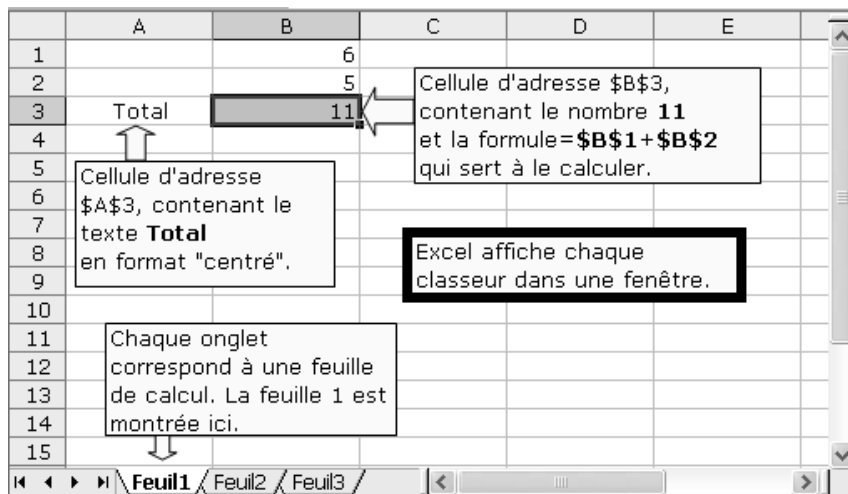 A B C D E
1 6
2 5
3 Total 11
4
5
6
7
8
9
10
11
12
13
14
15
Cellule d'adresse $B$3,
contenant le nombre 11
et la formule=$B$1+$B$2
qui sert à le calculer.
Cellule d'adresse
$A$3, contenant le
texte Total
en format "centré".
Excel affiche chaque
classeur dans une fenêtre.
Chaque onglet
correspond à une feuille
de calcul. La feuille 1 est
montrée ici.
Feuil1 Feuil2 Feuil3